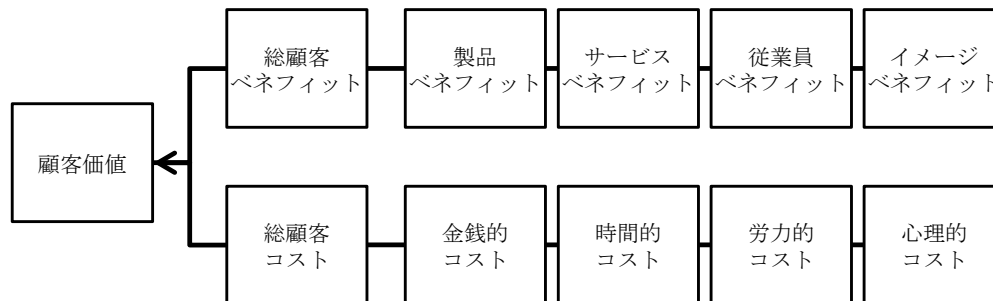 総顧客
ベネフィット
製品
ベネフィット
サービス
ベネフィット
従業員
ベネフィット
イメージ
ベネフィット
顧客価値
総顧客
コスト
金銭的
コスト
時間的
コスト
労力的
コスト
心理的
コスト